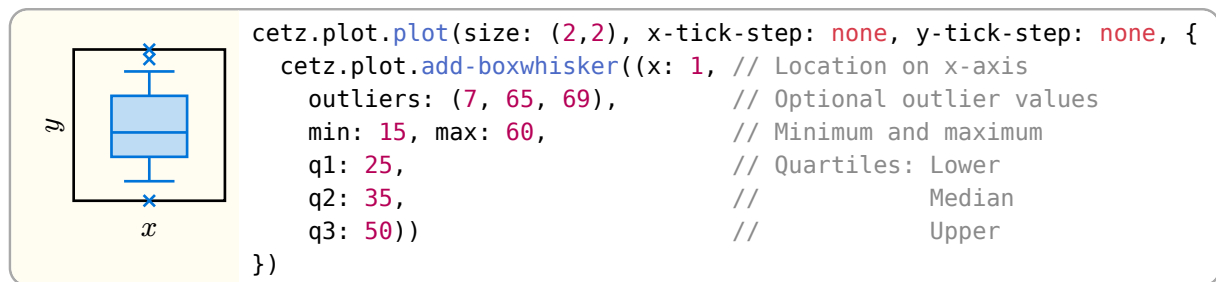 cetz.plot.plot(size: (2,2), x-tick-step: none, y-tick-step: none, {
  cetz.plot.add-boxwhisker((x: 1, // Location on x-axis
    outliers: (7, 65, 69),        // Optional outlier values
    min: 15, max: 60,             // Minimum and maximum
    q1: 25,                       // Quartiles: Lower
    q2: 35,                       //            Median
    q3: 50))                      //            Upper
})
y
x